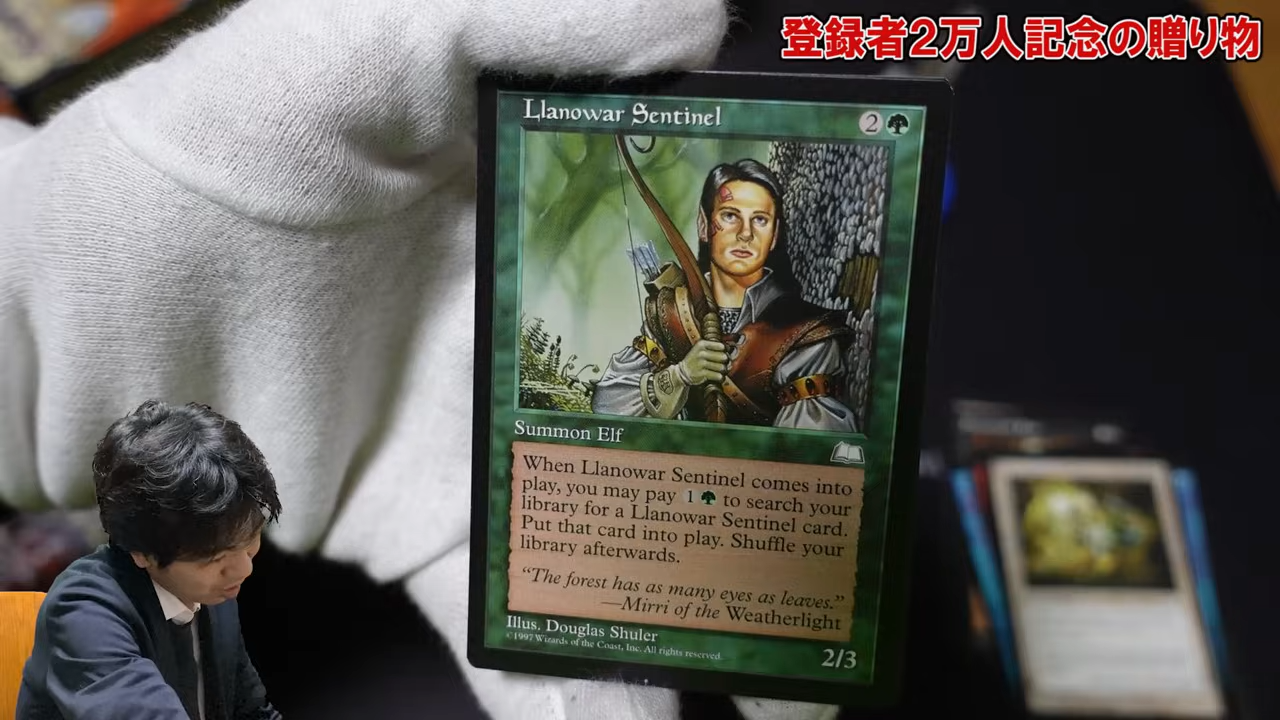 登録者2万人記念の贈り物
Llanowar Sentinel
2
Summon Elf
When Llanowar Sentinel comes into
play, you may pay 1 to search your
library for a Llanowar Sentinel card.
Put that card into play. Shuffle your
library afterwards.
“The forest has as many eyes as leaves.”
—Mirri of the Weatherlight
Illus. Douglas Shuler
©1997 Wizards of the Coast, Inc. All rights reserved.
2/3